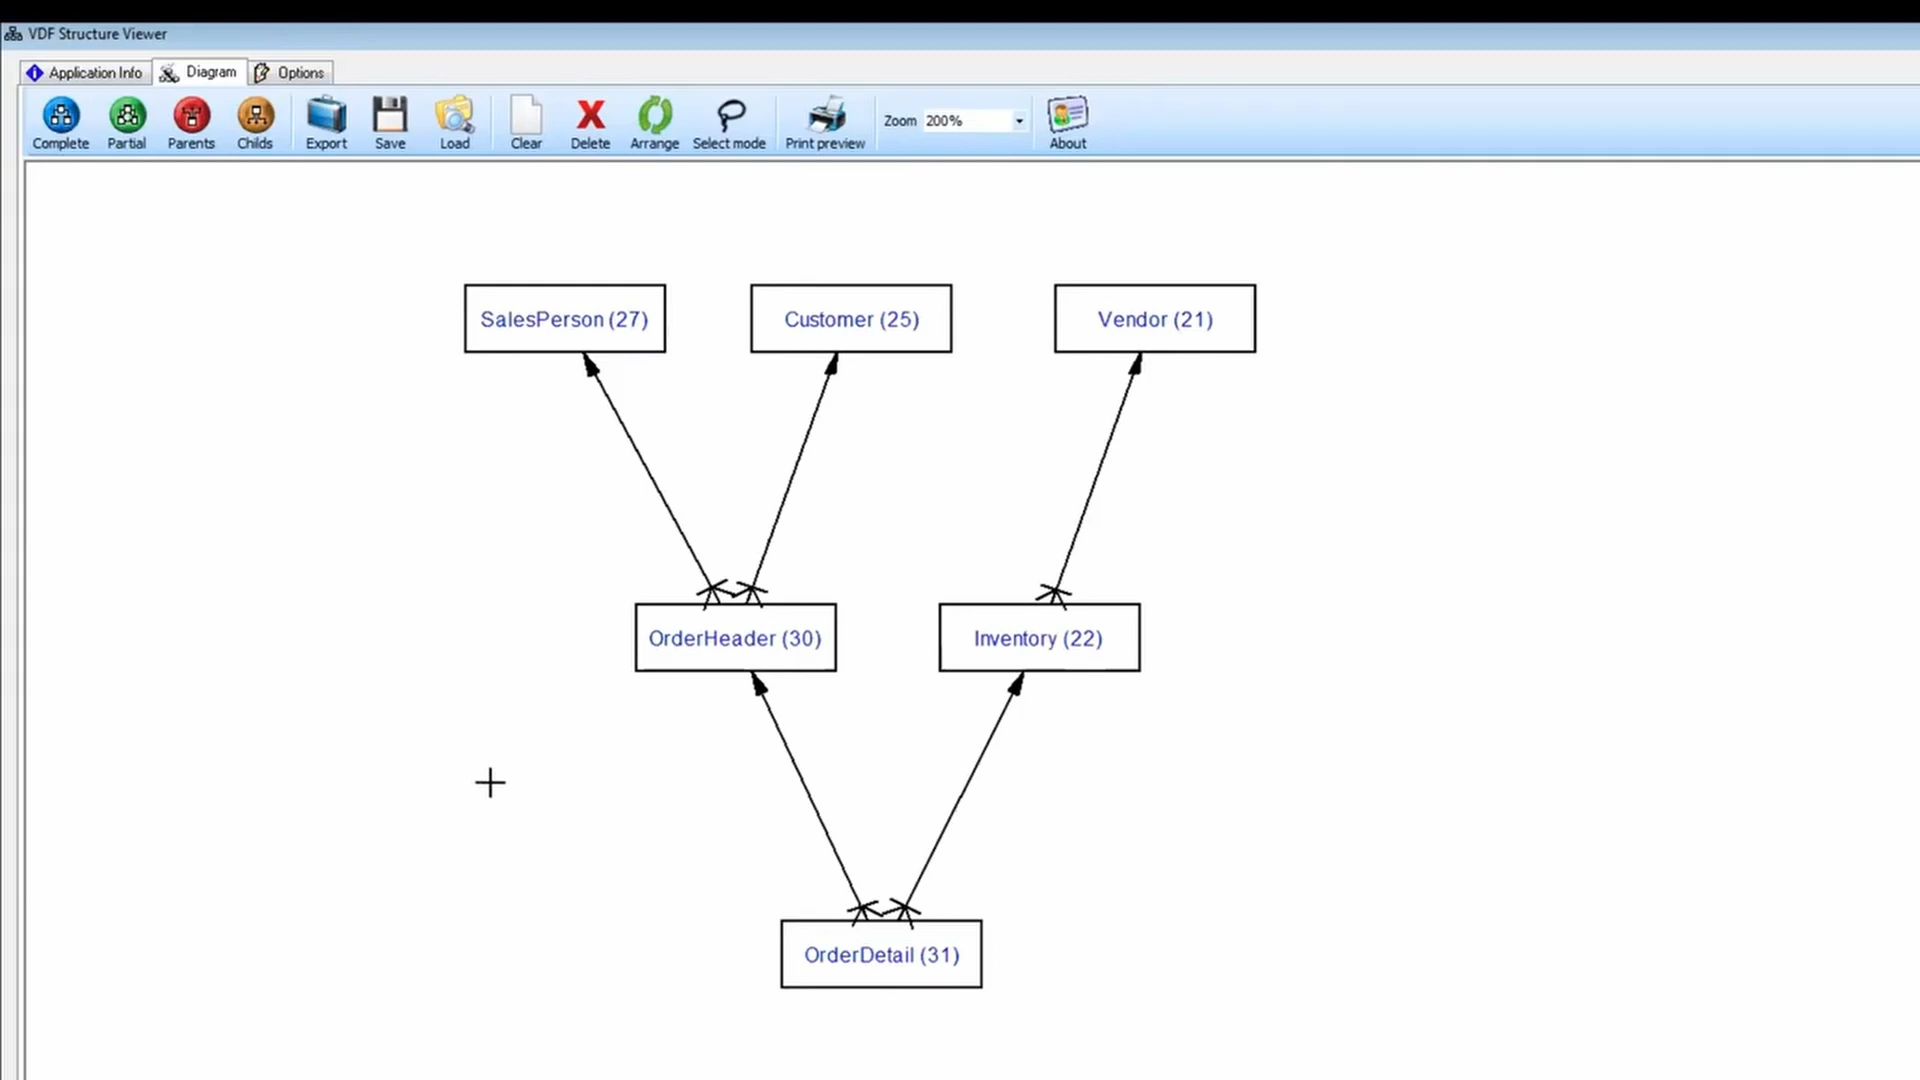 VDF Structure Viewer
Application Info Diagram Options
Complete Partial Parents Childs Export Save Load Clear Delete Arrange Select mode Print preview Zoom 200% About
SalesPerson (27) Customer (25) Vendor (21)
OrderHeader (30) Inventory (22)
OrderDetail (31)